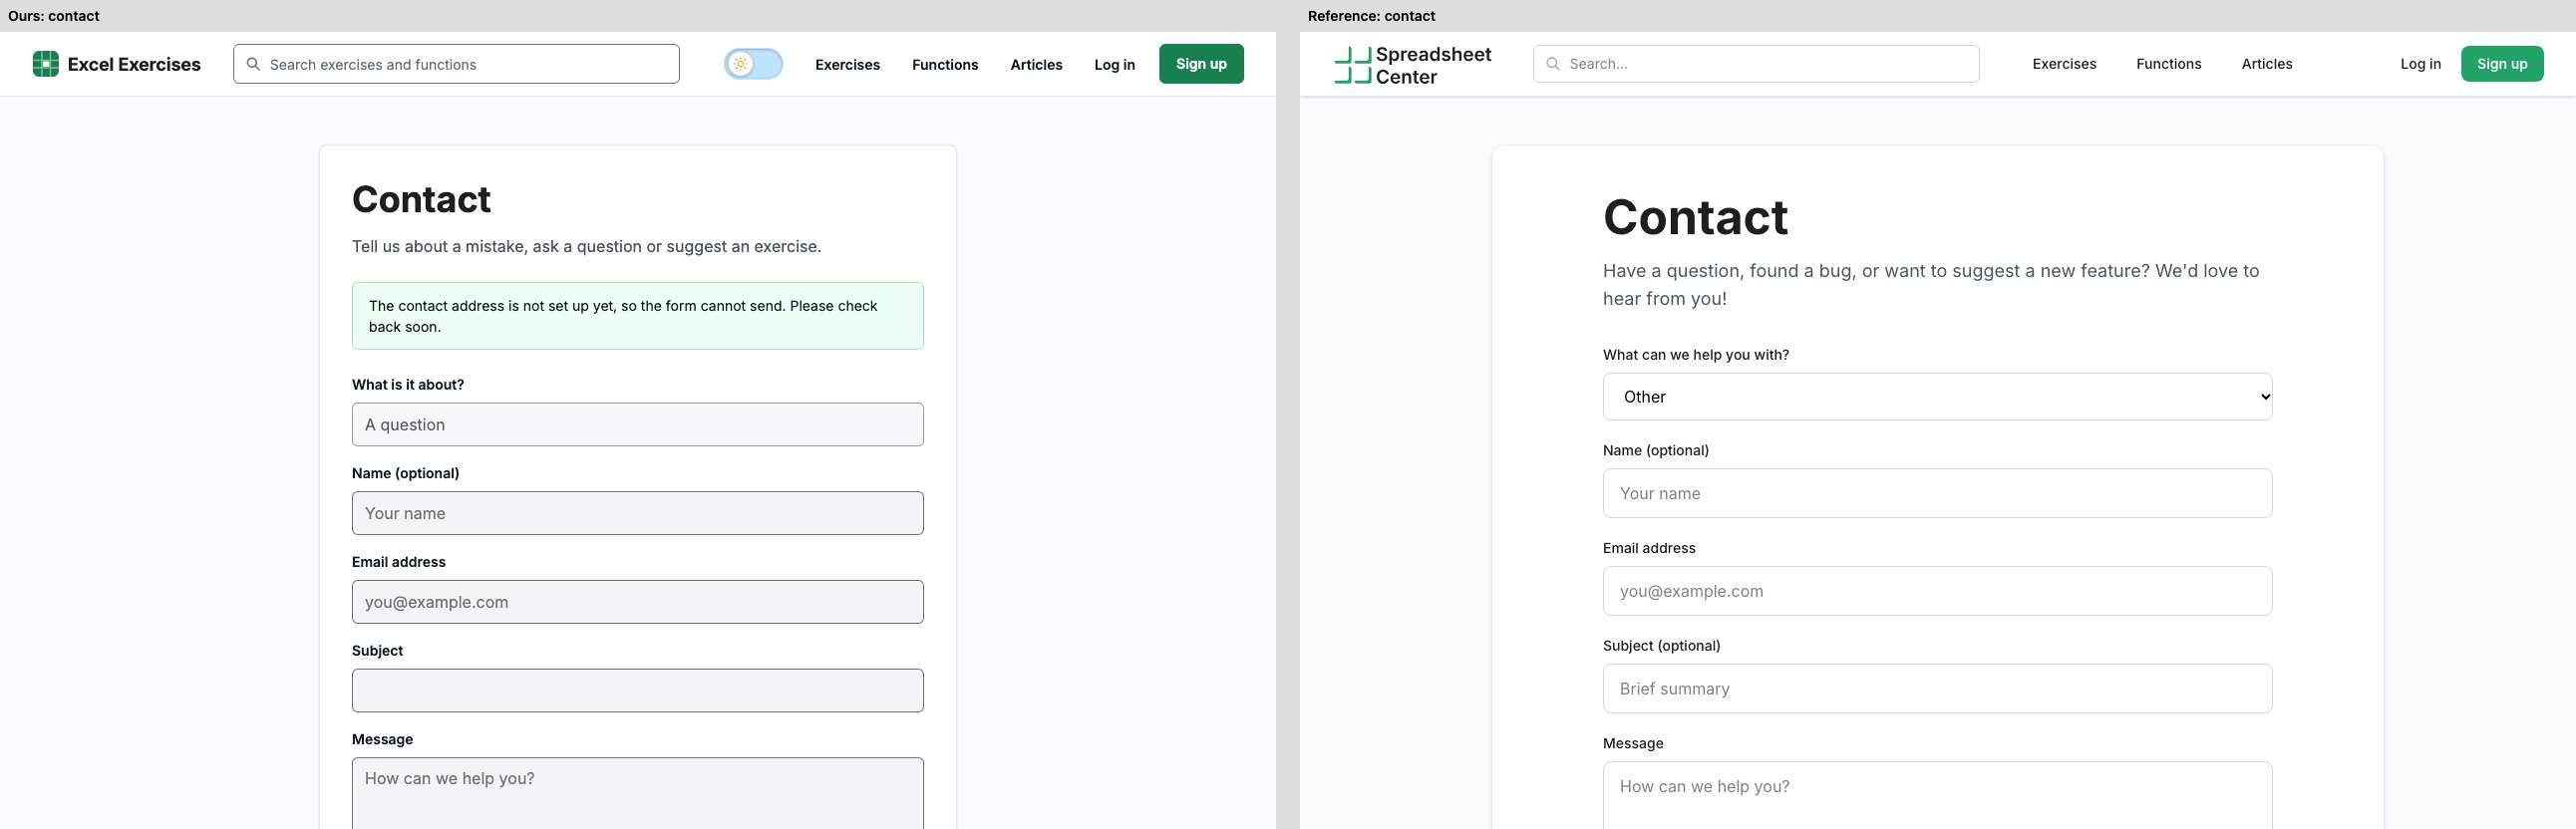 Ours: contact
Excel Exercises
Search exercises and functions
Exercises
Functions
Articles
Log in
Sign up
Contact
Tell us about a mistake, ask a question or suggest an exercise.
The contact address is not set up yet, so the form cannot send. Please check
back soon.
What is it about?
A question
Name (optional)
Your name
Email address
you@example.com
Subject
Message
How can we help you?
Reference: contact
Spreadsheet
Center
Search...
Exercises
Functions
Articles
Log in
Sign up
Contact
Have a question, found a bug, or want to suggest a new feature? We'd love to
hear from you!
What can we help you with?
Other
Name (optional)
Your name
Email address
you@example.com
Subject (optional)
Brief summary
Message
How can we help you?